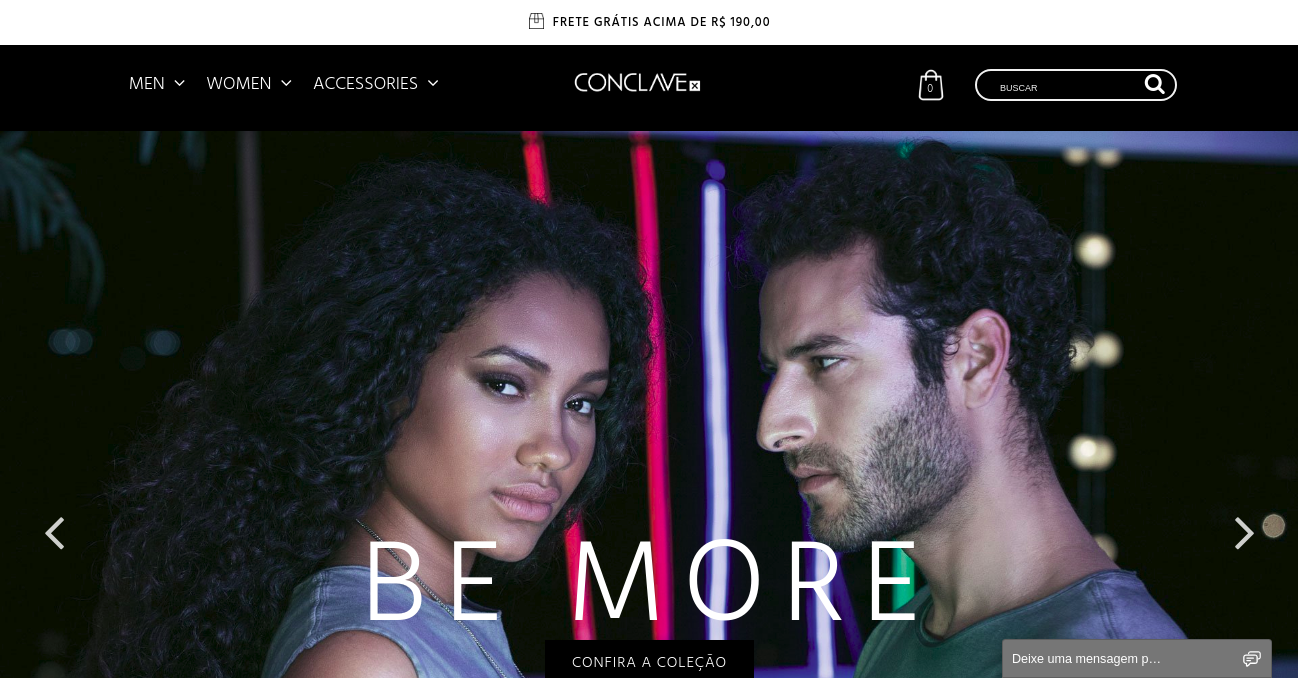 FRETE GRÁTIS ACIMA DE R$ 190,00
MEN WOMEN ACCESSORIES
CONCLAVE
0
BUSCAR
BE MORE
CONFIRA A COLEÇÃO
Deixe uma mensagem p...